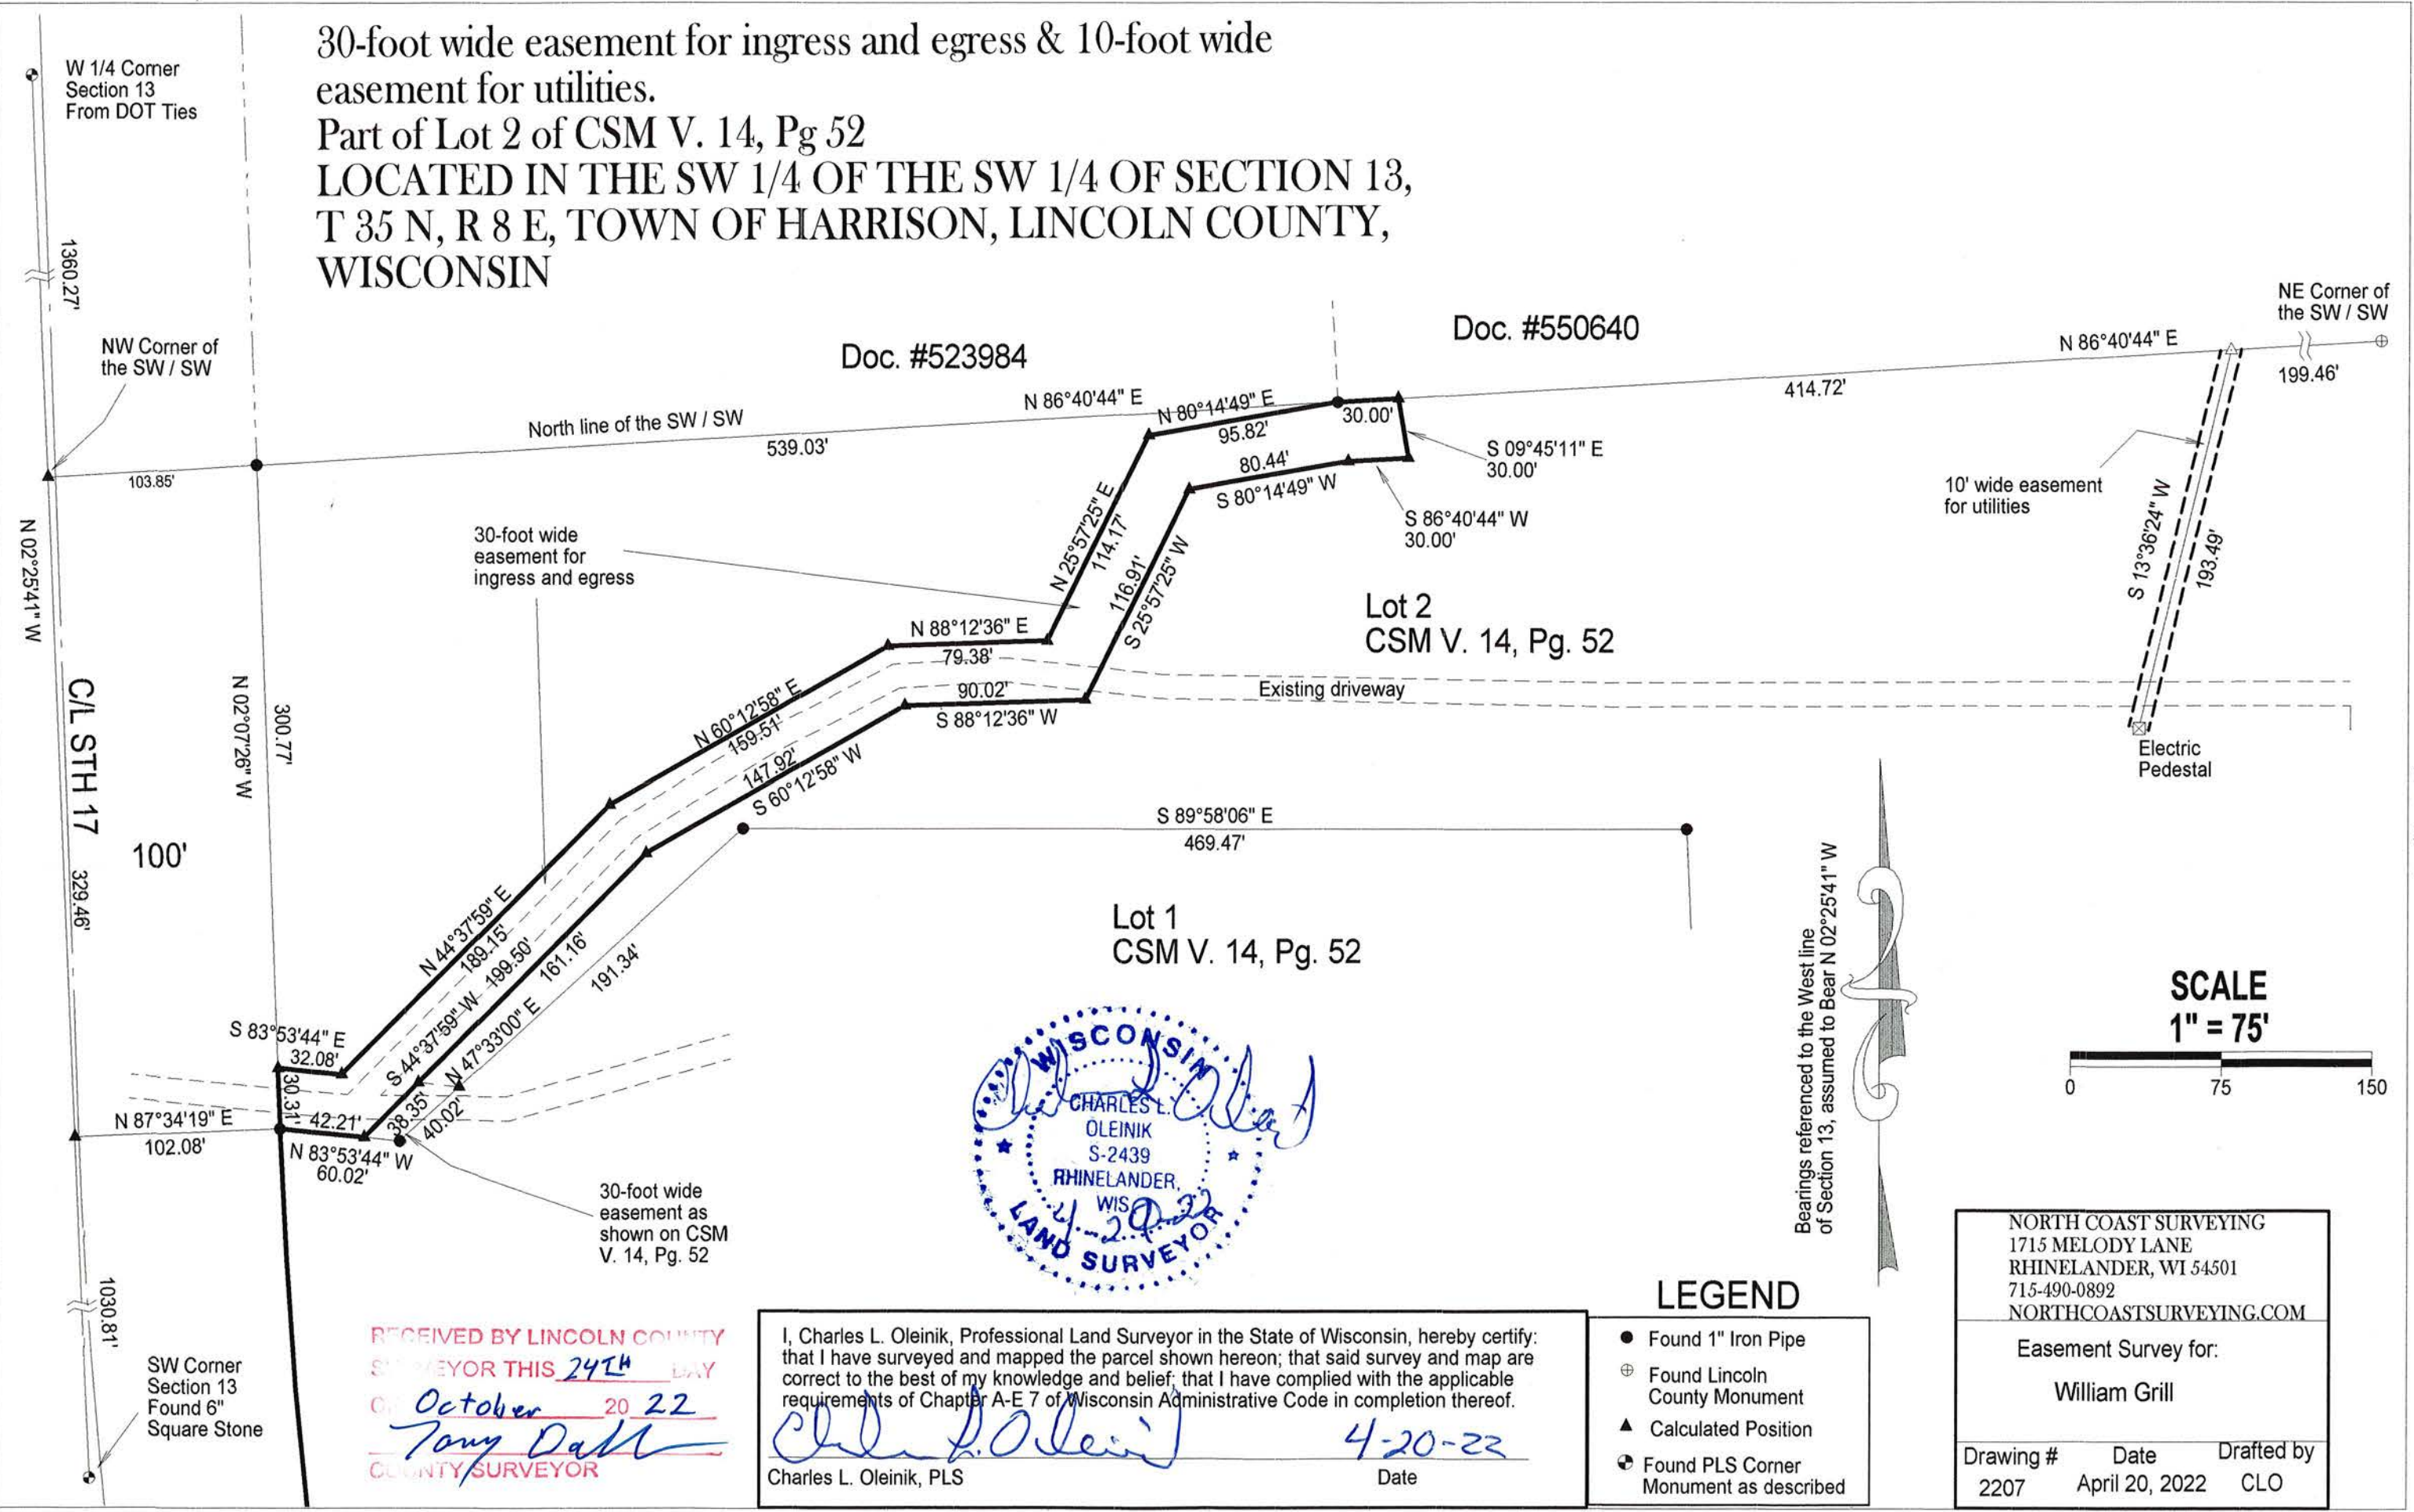 30-foot wide easement for ingress and egress & 10-foot wide
easement for utilities.
Part of Lot 2 of CSM V. 14, Pg 52
LOCATED IN THE SW 1/4 OF THE SW 1/4 OF SECTION 13,
T 35 N, R 8 E, TOWN OF HARRISON, LINCOLN COUNTY,
WISCONSIN
W 1/4 Corner
Section 13
From DOT Ties
1360.27'
NW Corner of
the SW / SW
103.85'
N 02°25'41" W
C/L STH 17
329.46'
100'
N 02°07'26" W
300.77'
North line of the SW / SW
539.03'
Doc. #523984
N 86°40'44" E
N 80°14'49" E
95.82'
30.00'
Doc. #550640
414.72'
N 86°40'44" E
NE Corner of
the SW / SW
199.46'
S 09°45'11" E
30.00'
80.44'
S 80°14'49" W
S 86°40'44" W
30.00'
10' wide easement
for utilities
S 13°36'24" W
193.49'
Electric
Pedestal
30-foot wide
easement for
ingress and egress
N 25°57'25" E
114.17'
116.91'
S 25°57'25" W
Lot 2
CSM V. 14, Pg. 52
N 88°12'36" E
79.38'
90.02'
S 88°12'36" W
Existing driveway
N 60°12'58" E
159.51'
147.92'
S 60°12'58" W
S 89°58'06" E
469.47'
Lot 1
CSM V. 14, Pg. 52
N 44°37'59" E
189.15'
S 44°37'59" W
199.50'
161.16'
N 47°33'00" E
191.34'
S 83°53'44" E
32.08'
30.31'
42.21'
38.35'
40.02'
N 87°34'19" E
102.08'
N 83°53'44" W
60.02'
30-foot wide
easement as
shown on CSM
V. 14, Pg. 52
1030.81'
SW Corner
Section 13
Found 6"
Square Stone
WISCONSIN
CHARLES L.
OLEINIK
S-2439
RHINELANDER,
WIS
4-20-22
LAND SURVEYOR
Bearings referenced to the West line
of Section 13, assumed to Bear N 02°25'41" W
SCALE
1" = 75'
0 75 150
RECEIVED BY LINCOLN COUNTY
SURVEYOR THIS 24TH DAY
OF October 20 22
Tony Dall
COUNTY SURVEYOR
I, Charles L. Oleinik, Professional Land Surveyor in the State of Wisconsin, hereby certify:
that I have surveyed and mapped the parcel shown hereon; that said survey and map are
correct to the best of my knowledge and belief; that I have complied with the applicable
requirements of Chapter A-E 7 of Wisconsin Administrative Code in completion thereof.
4-20-22
Charles L. Oleinik, PLS Date
LEGEND
Found 1" Iron Pipe
Found Lincoln
County Monument
Calculated Position
Found PLS Corner
Monument as described
NORTH COAST SURVEYING
1715 MELODY LANE
RHINELANDER, WI 54501
715-490-0892
NORTHCOASTSURVEYING.COM
Easement Survey for:
William Grill
Drawing # Date Drafted by
2207 April 20, 2022 CLO